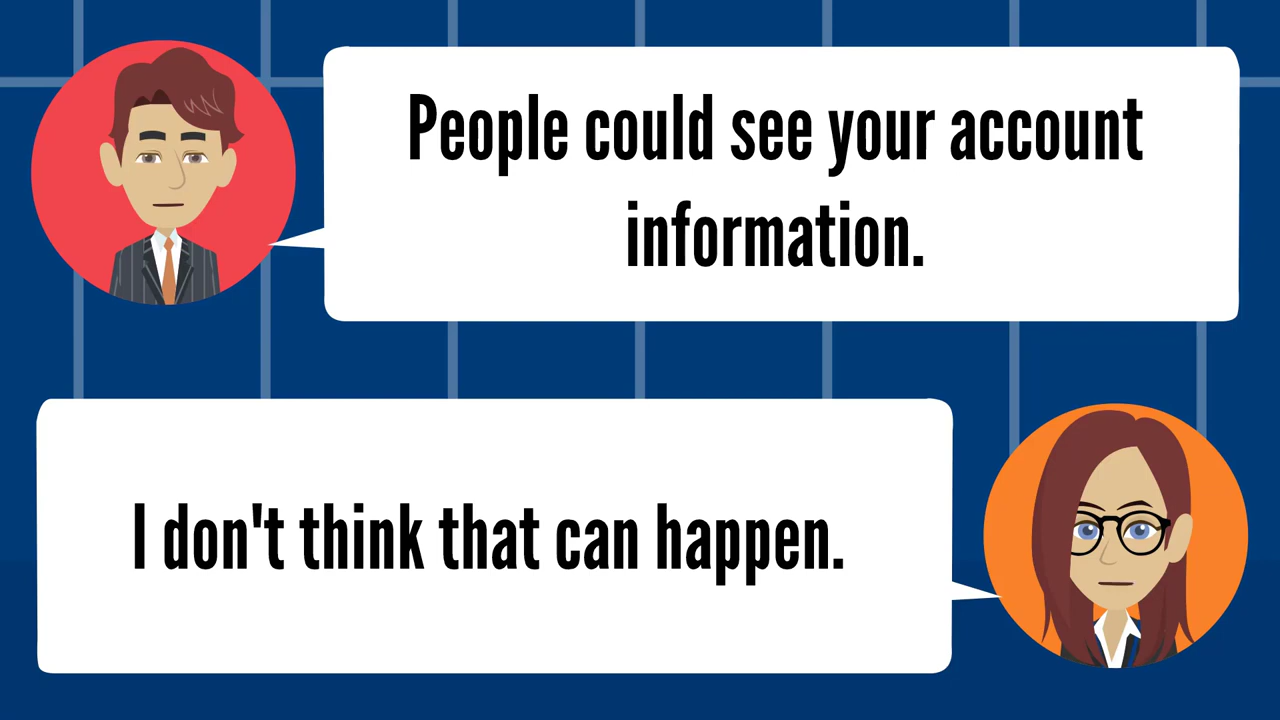 People could see your account
information.
I don't think that can happen.